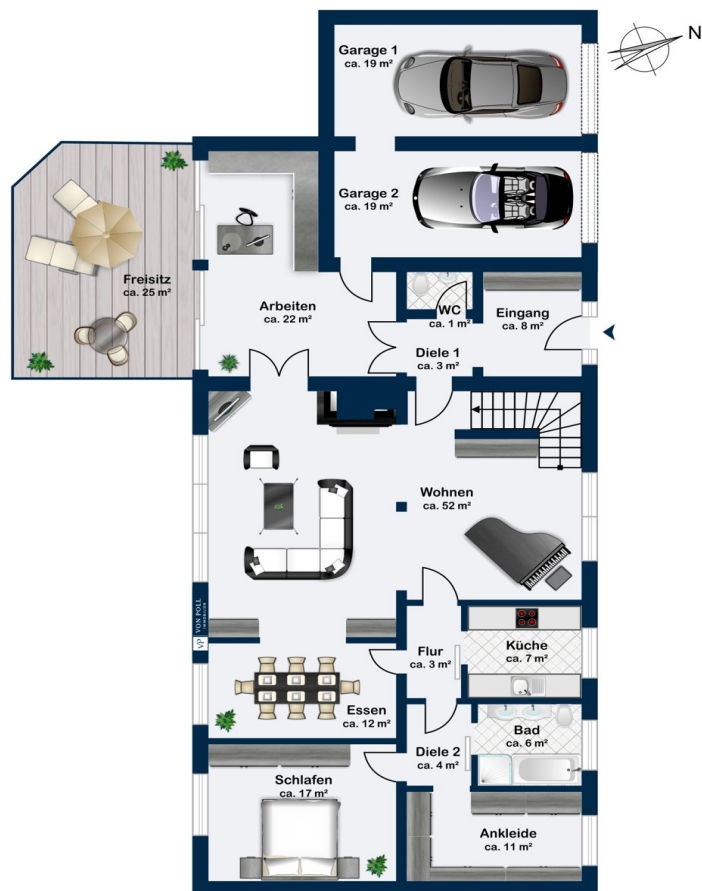 N
Garage 1
ca. 19 m²
Garage 2
ca. 19 m²
Freisitz
ca. 25 m²
Arbeiten
ca. 22 m²
WC
ca. 1 m²
Eingang
ca. 8 m²
Diele 1
ca. 3 m²
Wohnen
ca. 52 m²
VP VON POLL
IMMOBILIEN
Flur
ca. 3 m²
Küche
ca. 7 m²
Essen
ca. 12 m²
Bad
ca. 6 m²
Diele 2
ca. 4 m²
Schlafen
ca. 17 m²
Ankleide
ca. 11 m²